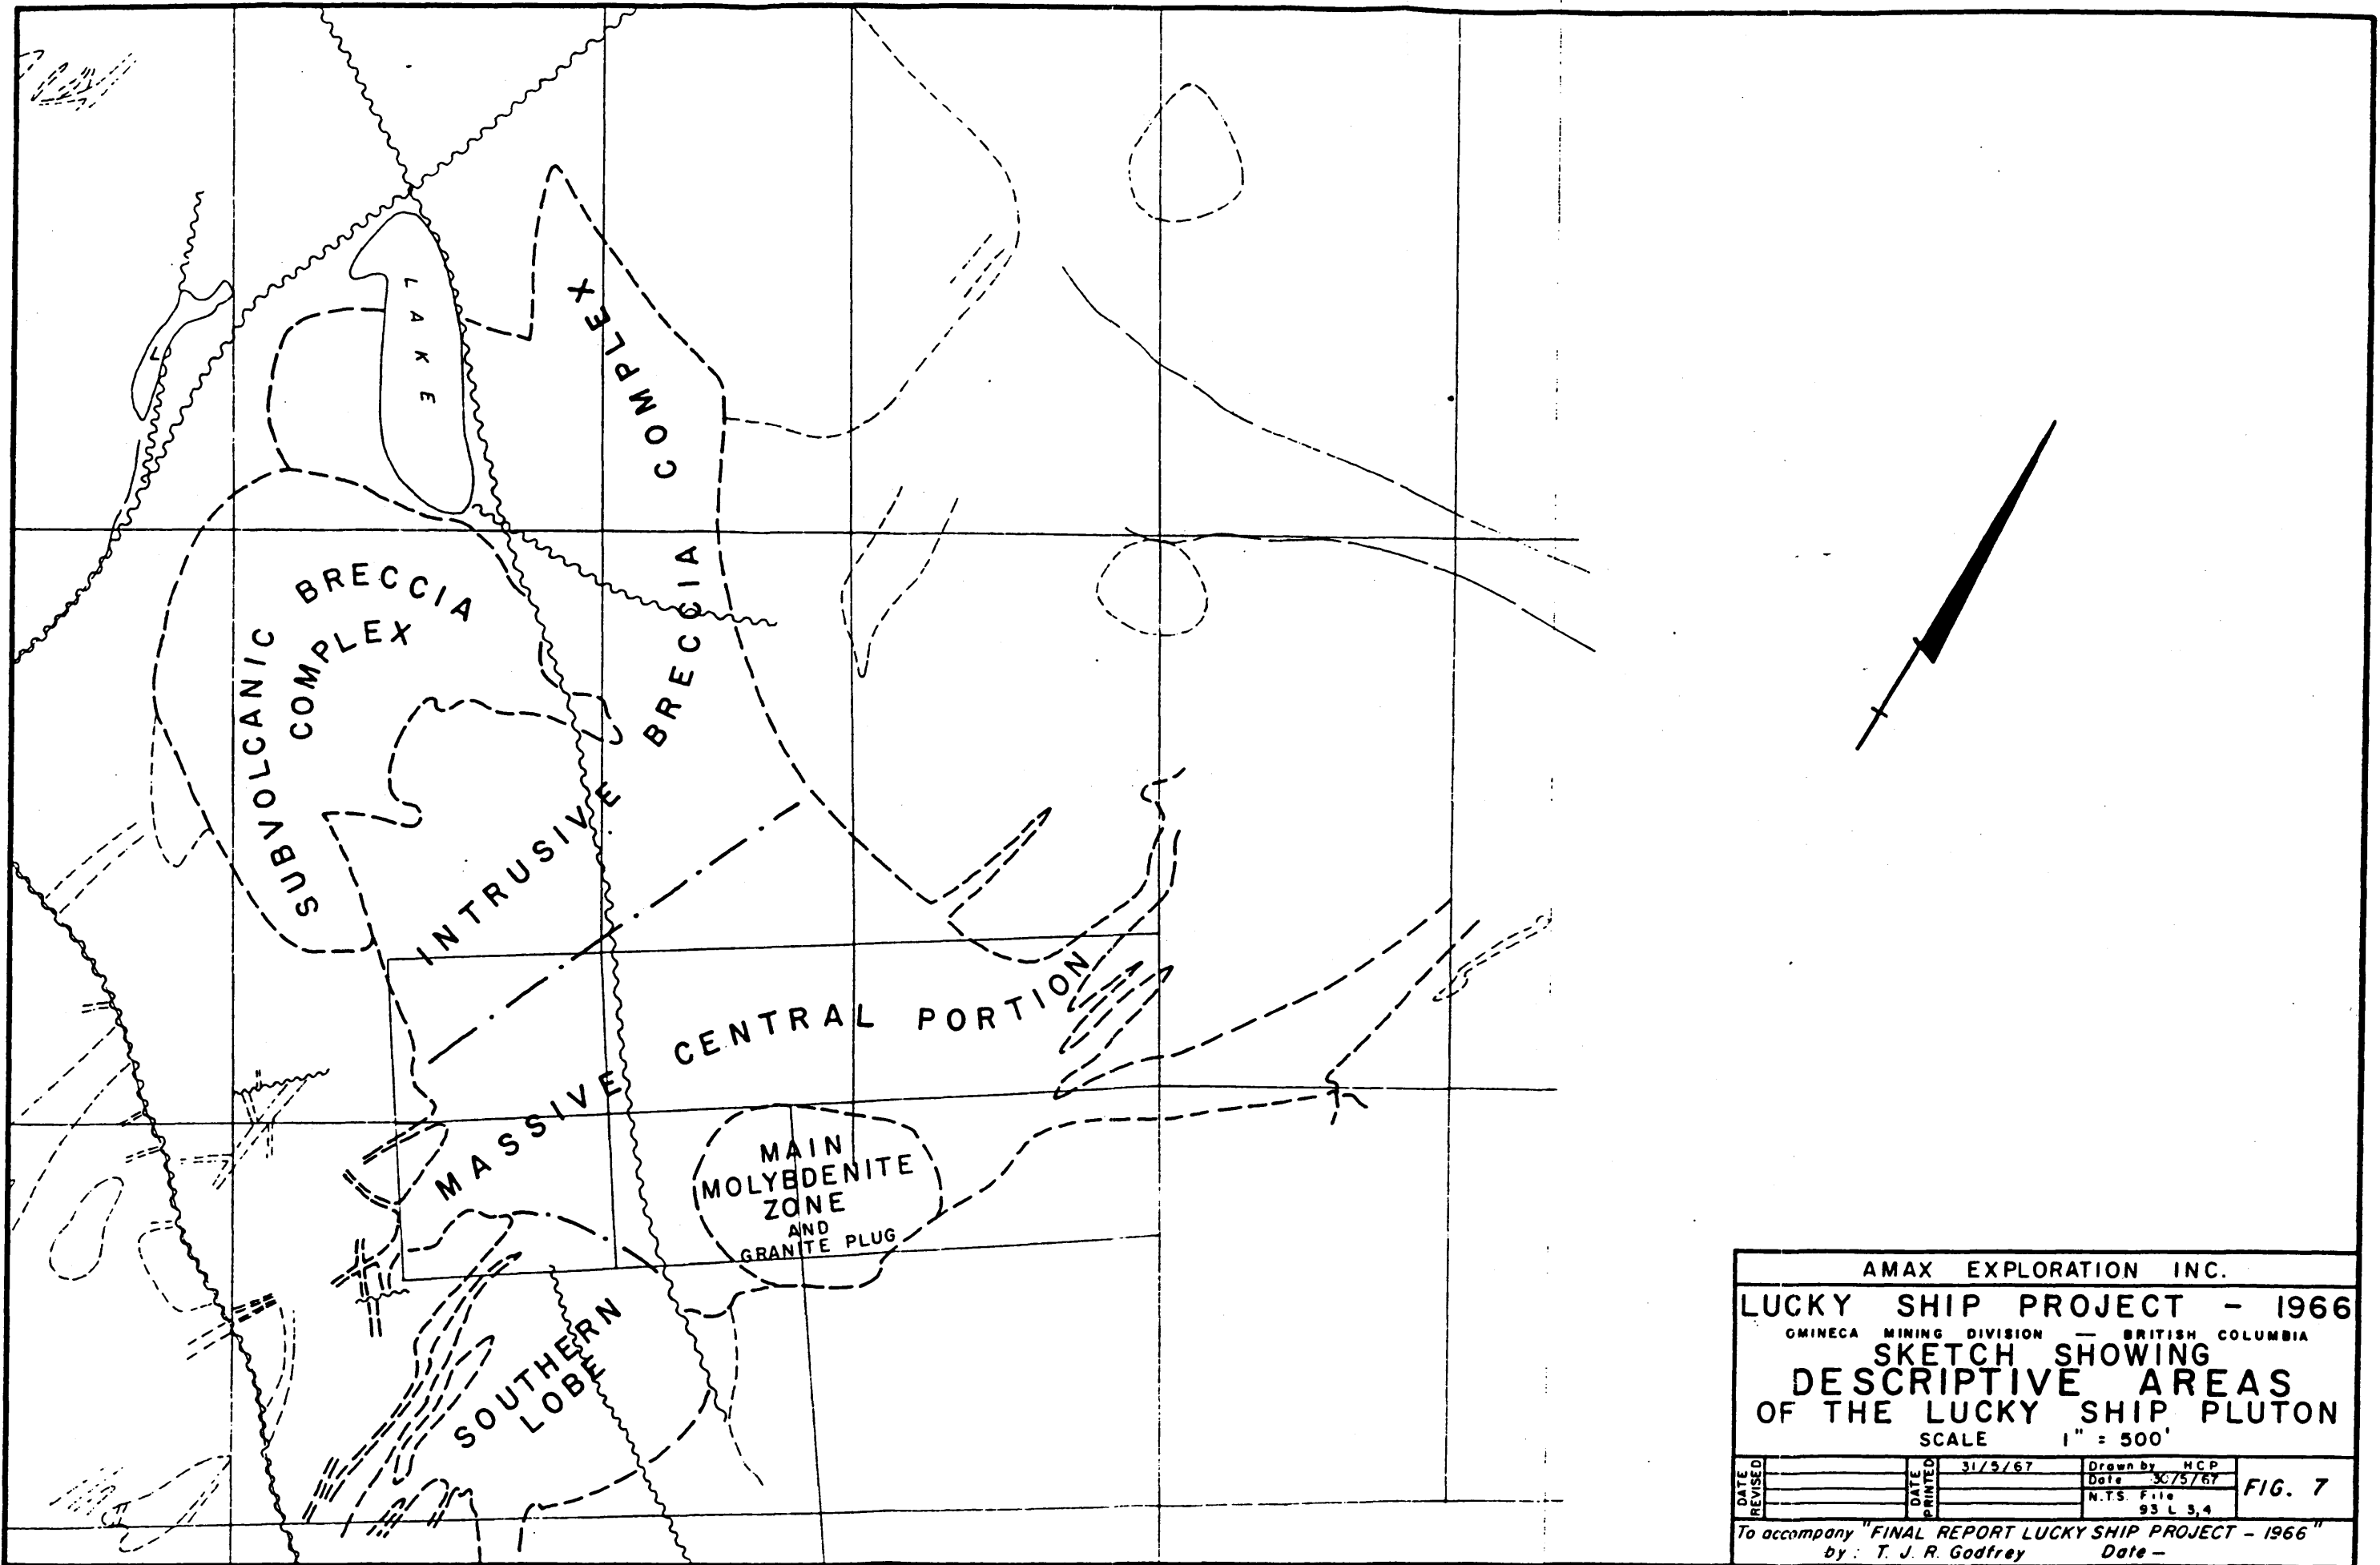 LAKE
L
INTRUSIVE BRECCIA COMPLEX
SUBVOLCANIC BRECCIA
COMPLEX
MASSIVE CENTRAL PORTION
MAIN
MOLYBDENITE
ZONE
AND
GRANITE PLUG
SOUTHERN
LOBE
AMAX EXPLORATION INC.
LUCKY SHIP PROJECT - 1966
OMINECA MINING DIVISION — BRITISH COLUMBIA
SKETCH SHOWING
DESCRIPTIVE AREAS
OF THE LUCKY SHIP PLUTON
SCALE 1" = 500'
DATE REVISED
DATE PRINTED
31/5/67
Drawn by HCP
Date 30/5/67
N.T.S. File
93 L 3,4
FIG. 7
To accompany "FINAL REPORT LUCKY SHIP PROJECT - 1966"
by: T. J. R. Godfrey Date —